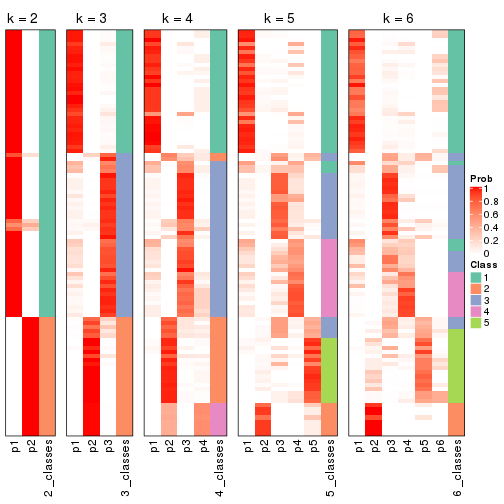 k = 2
k = 3
k = 4
k = 5
k = 6
Prob
1
0.8
0.6
0.4
0.2
0
Class
1
2
3
4
5
p1
p2
2_classes
p1
p2
p3
3_classes
p1
p2
p3
p4
4_classes
p1
p2
p3
p4
p5
5_classes
p1
p2
p3
p4
p5
p6
6_classes